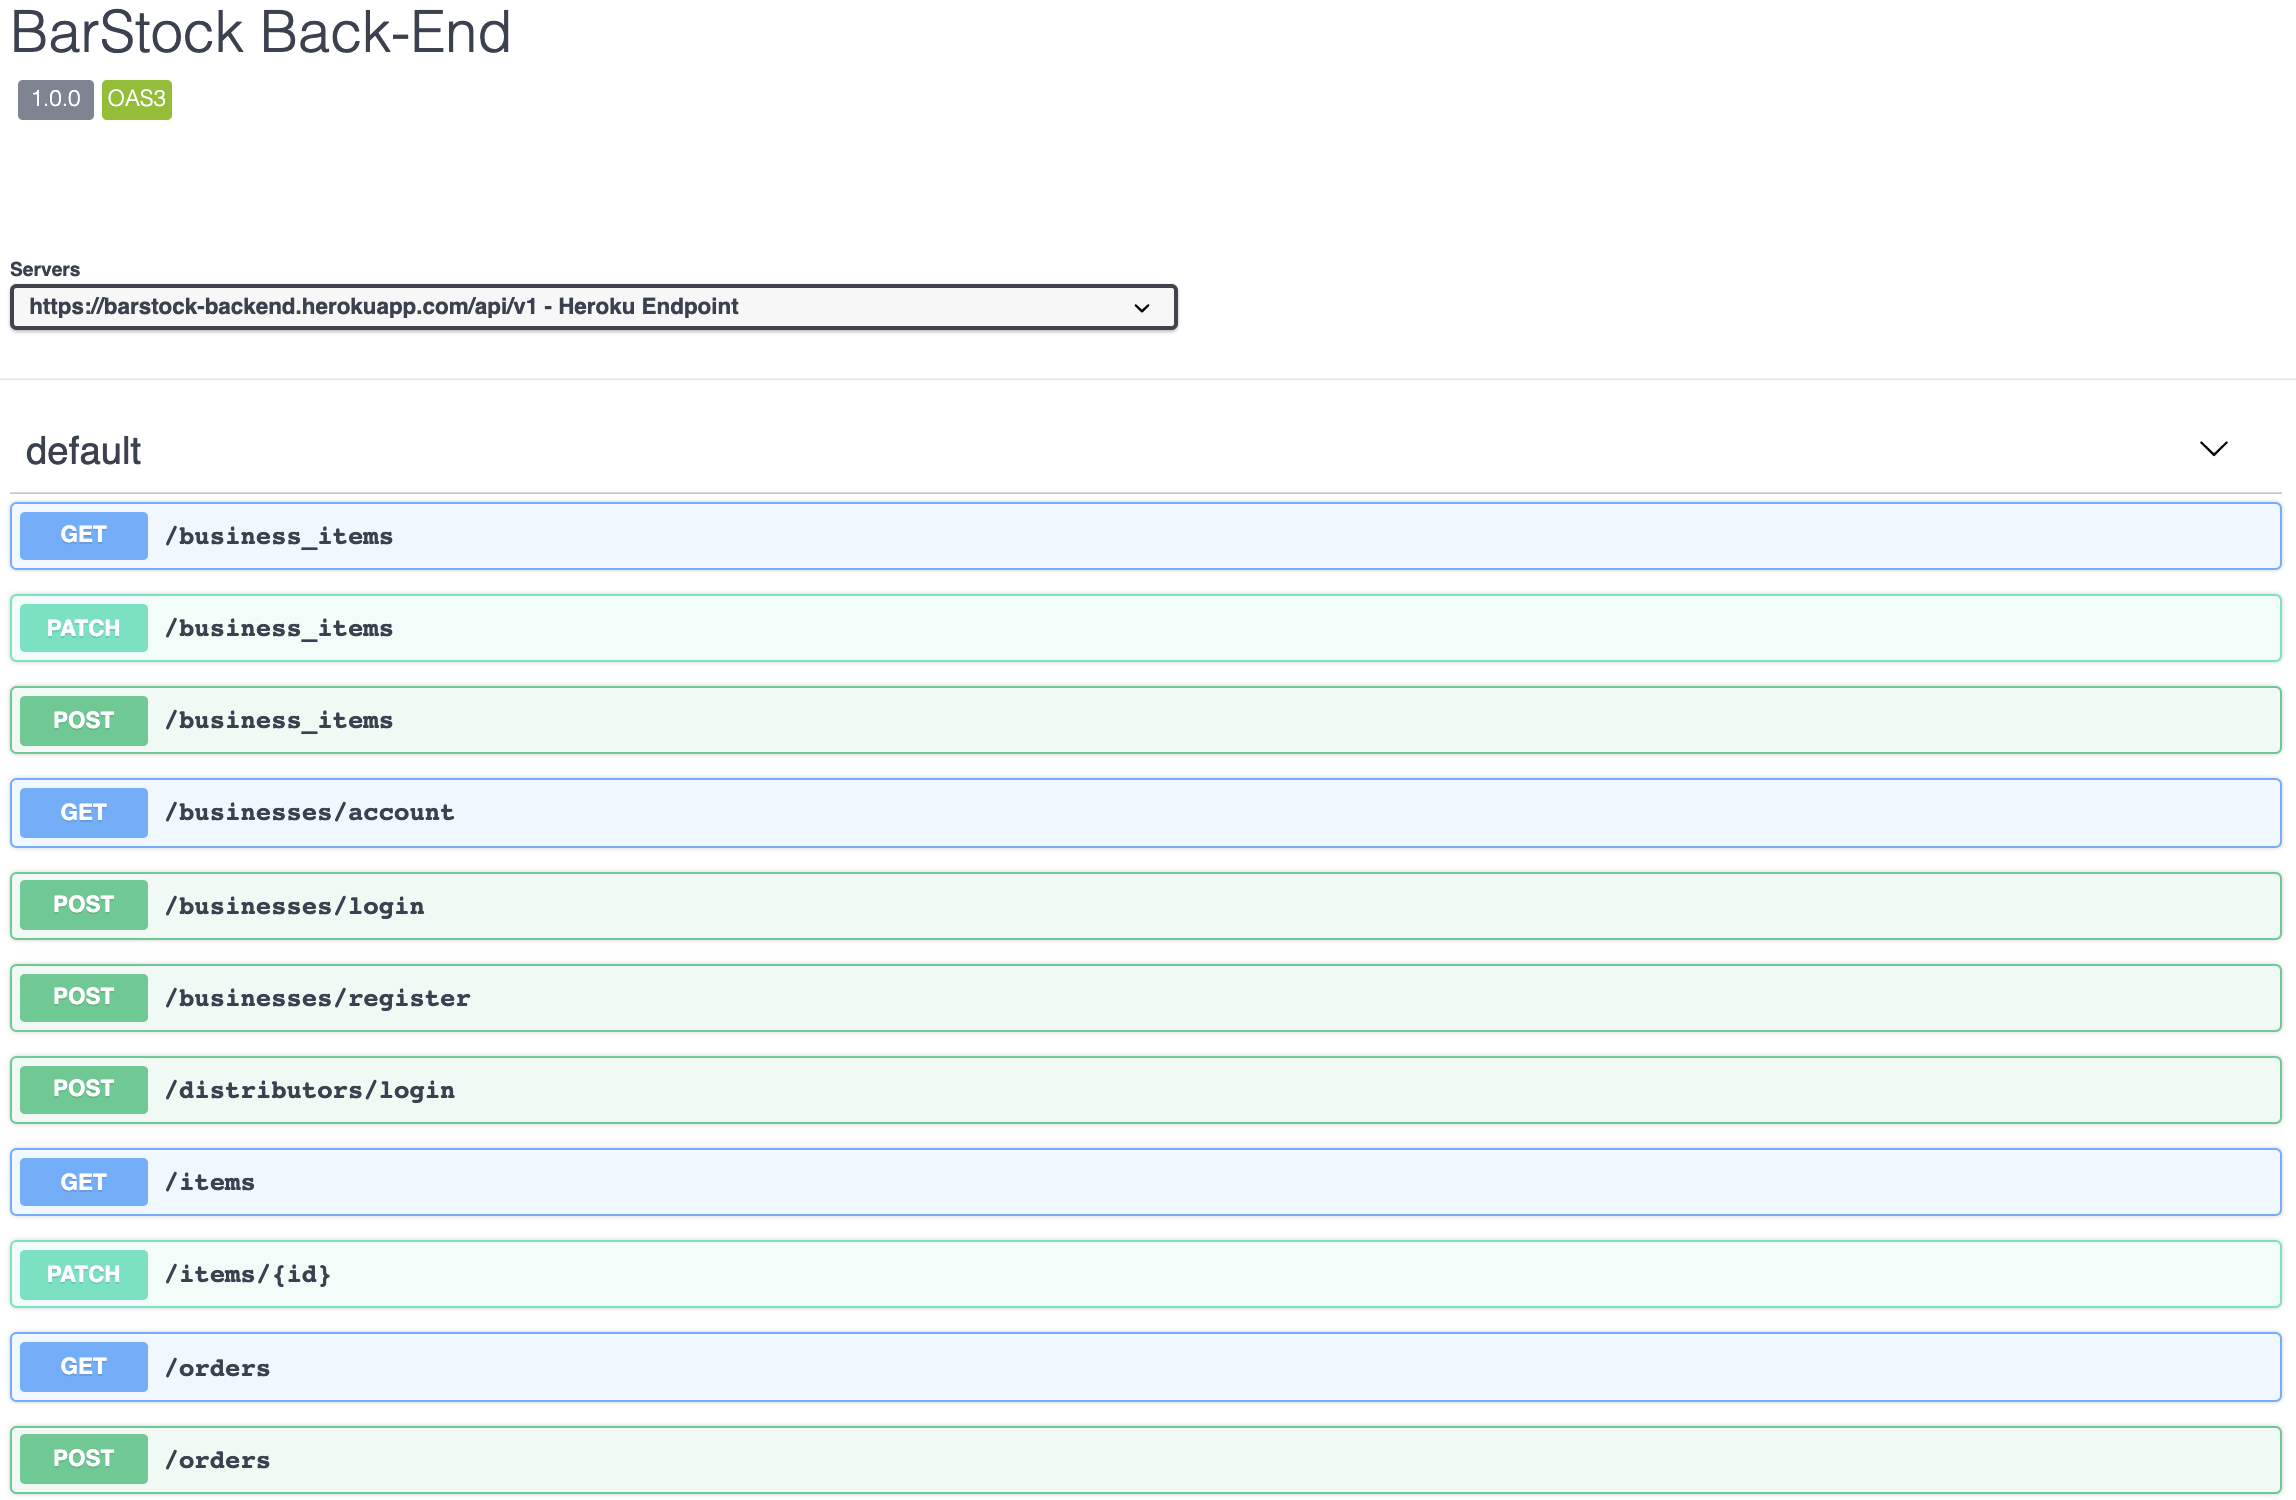 BarStock Back-End
1.0.0 OAS3
Servers
https://barstock-backend.herokuapp.com/api/v1 - Heroku Endpoint
default
GET /business_items
PATCH /business_items
POST /business_items
GET /businesses/account
POST /businesses/login
POST /businesses/register
POST /distributors/login
GET /items
PATCH /items/{id}
GET /orders
POST /orders